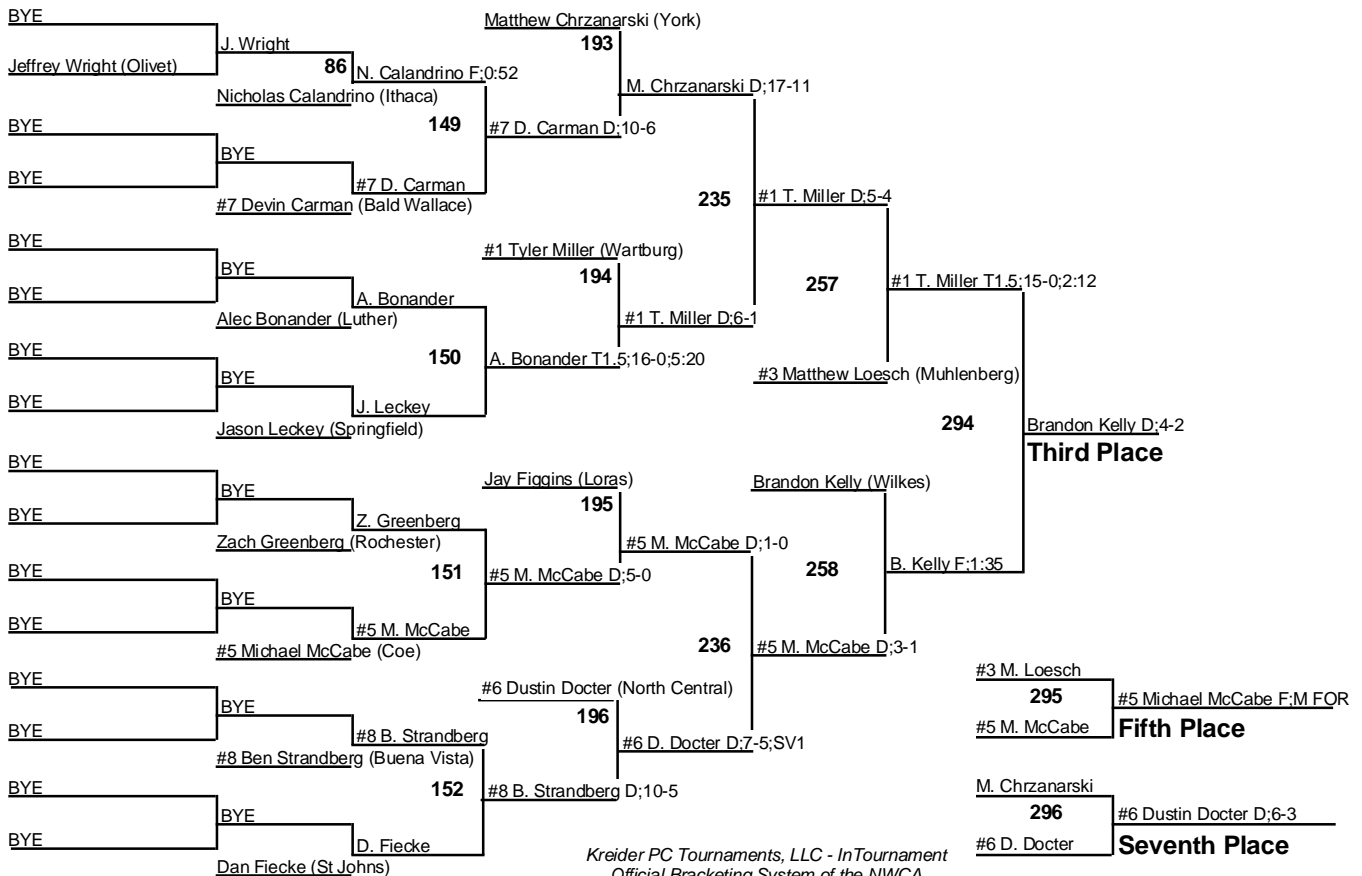 BYE
Matthew Chrzanarski (York)
193
J. Wright
Jeffrey Wright (Olivet)
86
N. Calandrino F;0:52
M. Chrzanarski D;17-11
Nicholas Calandrino (Ithaca)
BYE
149
#7 D. Carman D;10-6
BYE
BYE
#7 D. Carman
#7 Devin Carman (Bald Wallace)
235
#1 T. Miller D;5-4
BYE
#1 Tyler Miller (Wartburg)
194
BYE
257
#1 T. Miller T1.5;15-0;2:12
BYE
A. Bonander
Alec Bonander (Luther)
#1 T. Miller D;6-1
BYE
150
A. Bonander T1.5;16-0;5:20
BYE
#3 Matthew Loesch (Muhlenberg)
BYE
J. Leckey
Jason Leckey (Springfield)
294
Brandon Kelly D;4-2
Third Place
BYE
Jay Figgins (Loras)
Brandon Kelly (Wilkes)
BYE
195
BYE
Z. Greenberg
Zach Greenberg (Rochester)
#5 M. McCabe D;1-0
151
#5 M. McCabe D;5-0
258
B. Kelly F;1:35
BYE
BYE
BYE
#5 M. McCabe
#5 Michael McCabe (Coe)
236
#5 M. McCabe D;3-1
BYE
#6 Dustin Docter (North Central)
#3 M. Loesch
BYE
196
295
#5 Michael McCabe F;M FOR
BYE
#8 B. Strandberg
#5 M. McCabe
Fifth Place
#8 Ben Strandberg (Buena Vista)
#6 D. Docter D;7-5;SV1
BYE
152
#8 B. Strandberg D;10-5
M. Chrzanarski
BYE
296
#6 Dustin Docter D;6-3
BYE
D. Fiecke
#6 D. Docter
Seventh Place
Dan Fiecke (St Johns)
Kreider PC Tournaments, LLC - InTournament
Official Bracketing System of the NWCA